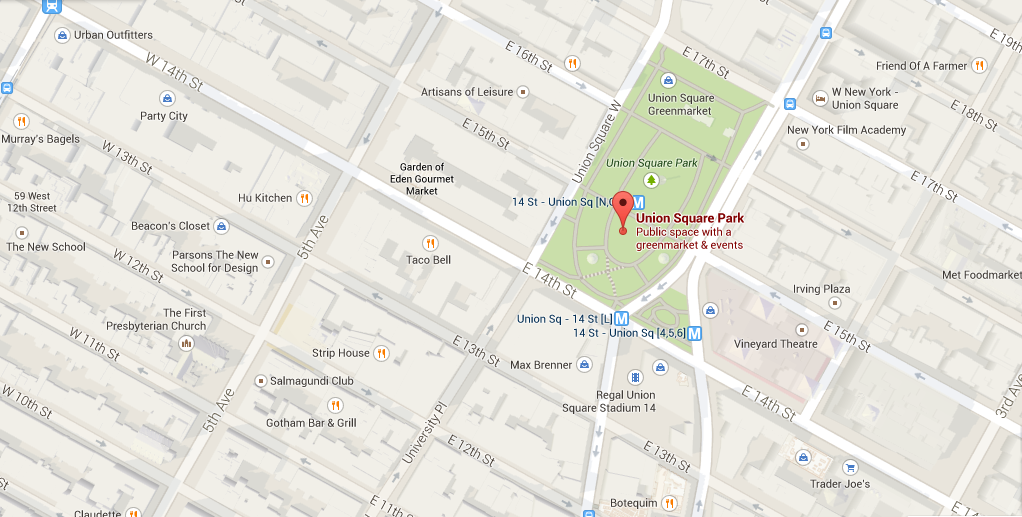 Urban Outfitters
E 16th St
E 17th St
E 19th
Friend Of A Farmer
W 14th St
Artisans of Leisure
Union Square
Greenmarket
W New York -
Union Square
E 18th St
Party City
Murray's Bagels
E 15th St
Union Square W
New York Film Academy
W 13th St
Garden of
Eden Gourmet
Market
Union Square Park
E 17th St
59 West
12th Street
Hu Kitchen
14 St - Union Sq [N,
Union Square Park
Public space with a
greenmarket & events
Beacon's Closet
5th Ave
The New School
Parsons The New
School for Design
Taco Bell
W 12th St
E 14th St
Met Foodmarket
Irving Plaza
The First
Presbyterian Church
Union Sq - 14 St [L]
14 St - Union Sq [4,5,6]
E 15th St
W 11th St
Strip House
E 13th St
Vineyard Theatre
Max Brenner
Salmagundi Club
Regal Union
Square Stadium 14
W 10th St
5th Ave
Gotham Bar & Grill
University Pl
E 14th St
3rd Ave
E 12th St
E 13th St
Trader Joe's
E 11th St
Botequim
Claudette